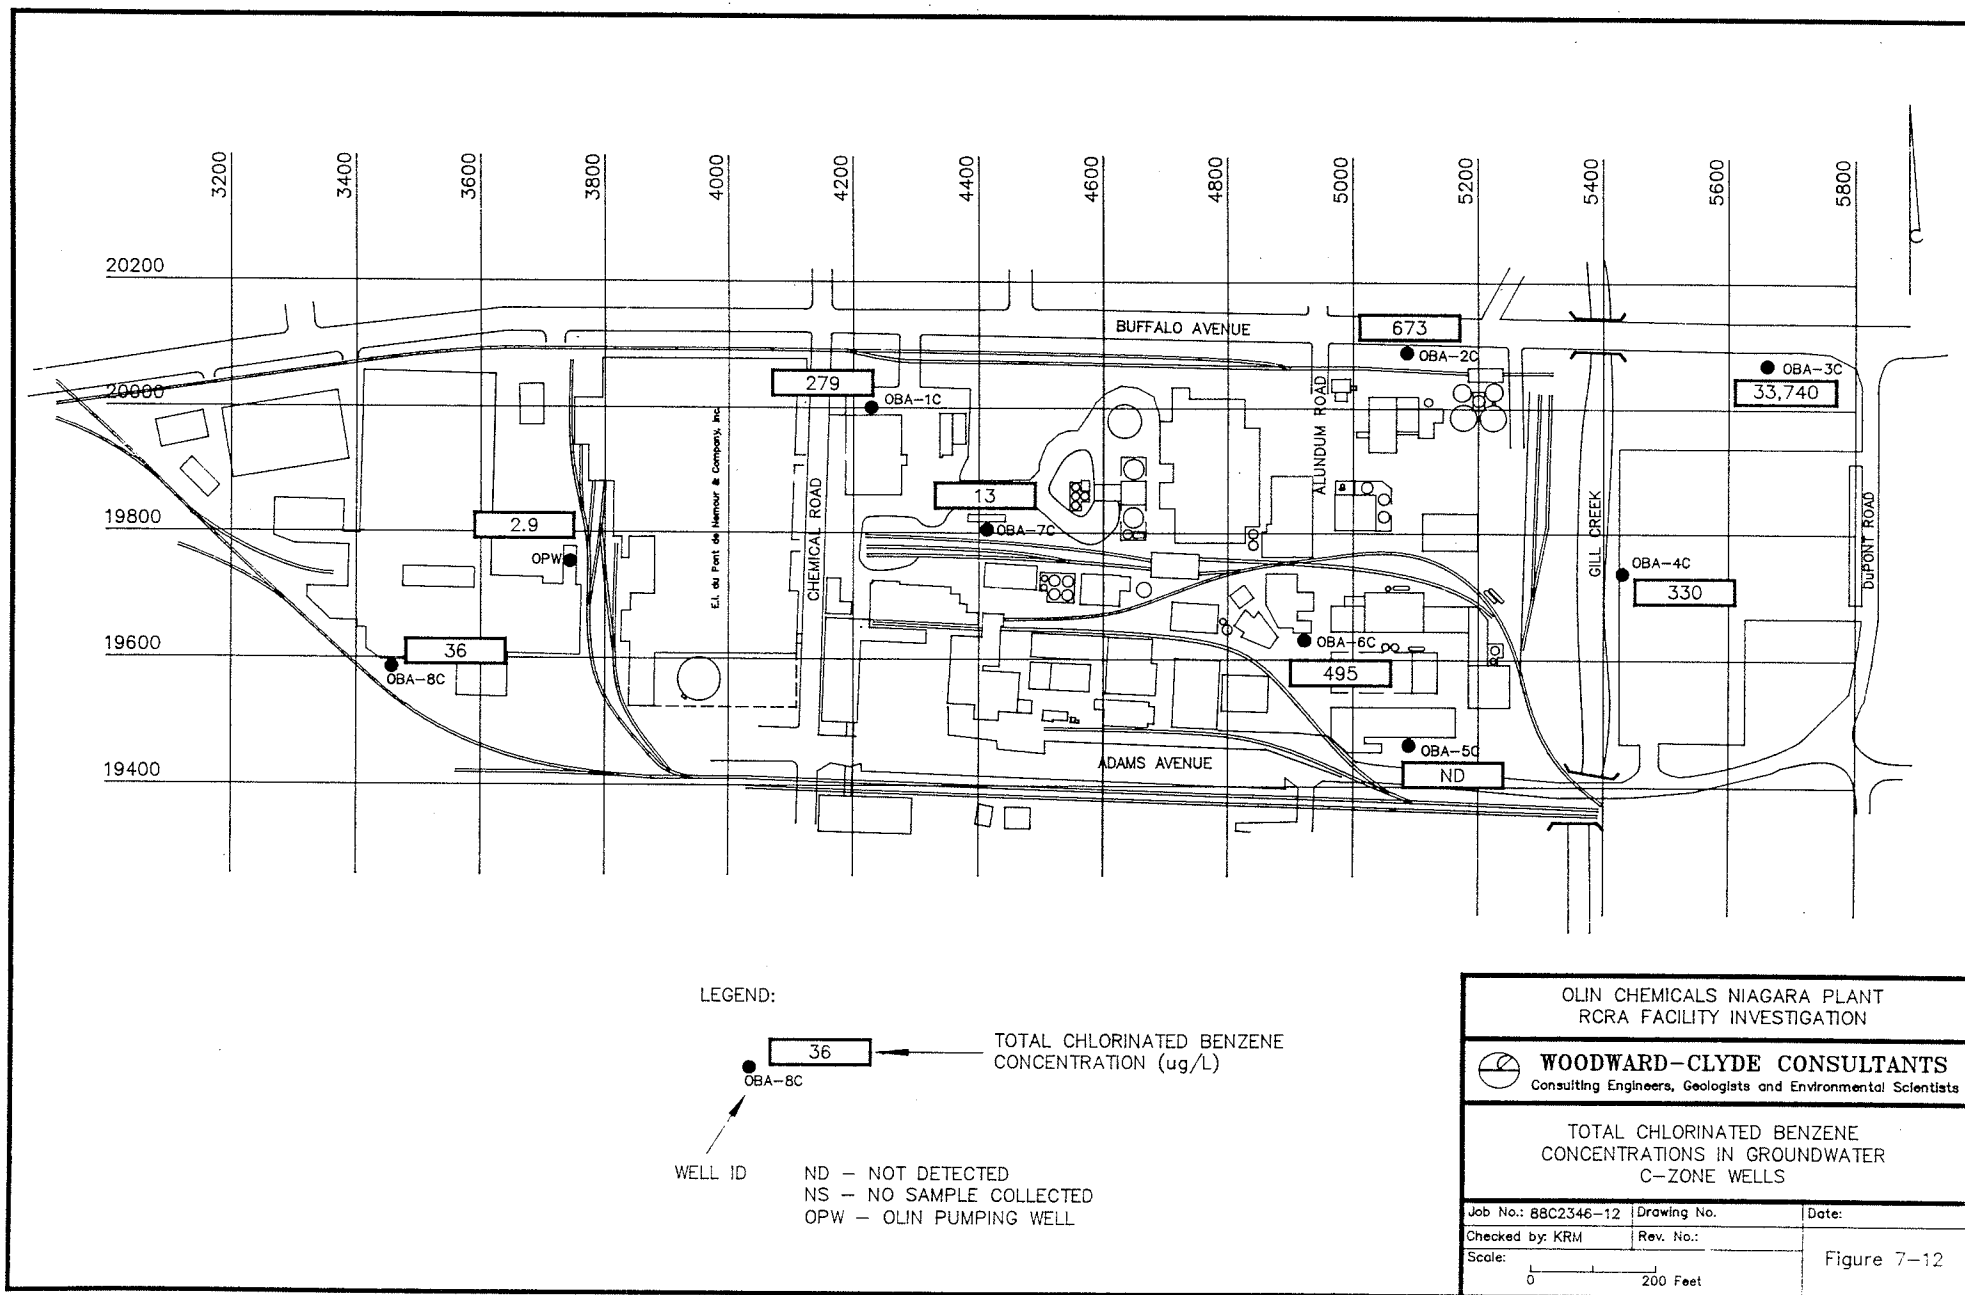 3200
3400
3600
3800
4000
4200
4400
4600
4800
5000
5200
5400
5600
5800
20200
20000
19800
19600
19400
BUFFALO AVENUE
673
OBA-2C
OBA-3C
33,740
279
OBA-1C
E.I. du Pont de Nemour & Company, Inc.
CHEMICAL ROAD
ALUNDUM ROAD
GILL CREEK
DuPONT ROAD
13
OBA-7C
2.9
OPW
OBA-4C
330
36
OBA-8C
OBA-6C
495
OBA-5C
ND
ADAMS AVENUE
LEGEND:
36
OBA-8C
TOTAL CHLORINATED BENZENE
CONCENTRATION (ug/L)
WELL ID
ND – NOT DETECTED
NS – NO SAMPLE COLLECTED
OPW – OLIN PUMPING WELL
OLIN CHEMICALS NIAGARA PLANT
RCRA FACILITY INVESTIGATION
WOODWARD–CLYDE CONSULTANTS
Consulting Engineers, Geologists and Environmental Scientists
TOTAL CHLORINATED BENZENE
CONCENTRATIONS IN GROUNDWATER
C–ZONE WELLS
Job No.: 88C2346–12 Drawing No. Date:
Checked by: KRM Rev. No.:
Scale:
0 200 Feet
Figure 7–12